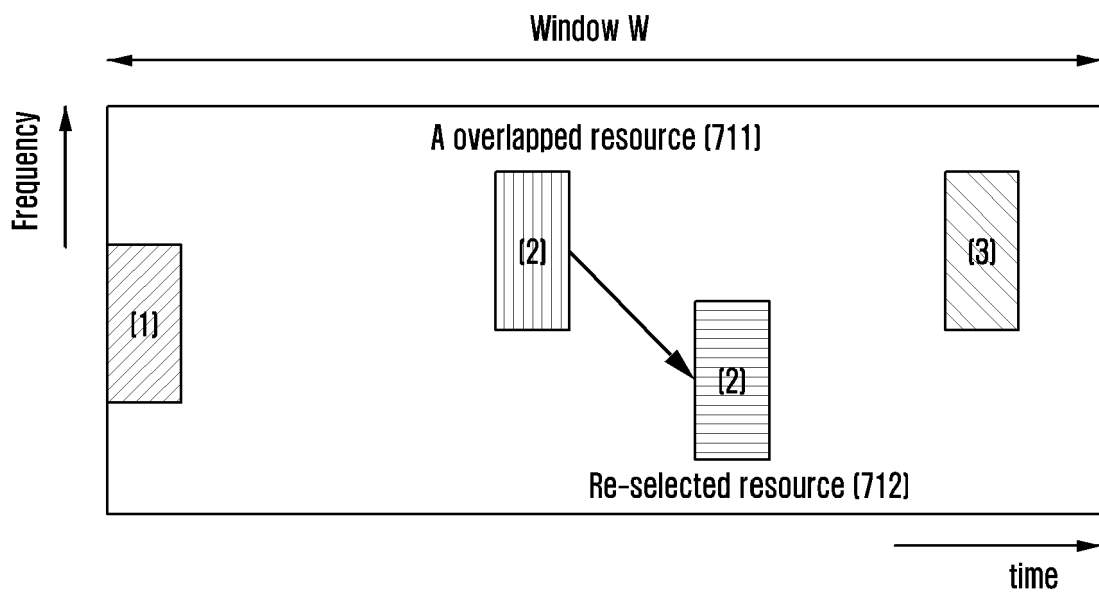 Window W
Frequency
A overlapped resource (711)
(2)
(3)
(1)
(2)
Re-selected resource (712)
time